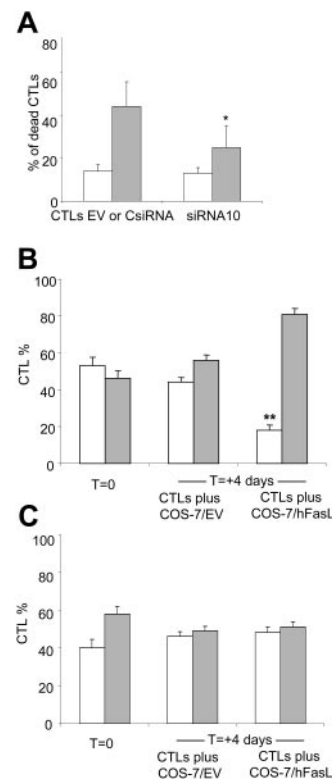 A
% of dead CTLs
80
60
40
20
0
*
CTLs EV or CsiRNA
siRNA10
B
CTL %
100
80
60
40
20
0
**
T=0
T=+4 days
CTLs plus
COS-7/EV
CTLs plus
COS-7/hFasL
C
CTL %
100
80
60
40
20
0
T=0
T=+4 days
CTLs plus
COS-7/EV
CTLs plus
COS-7/hFasL